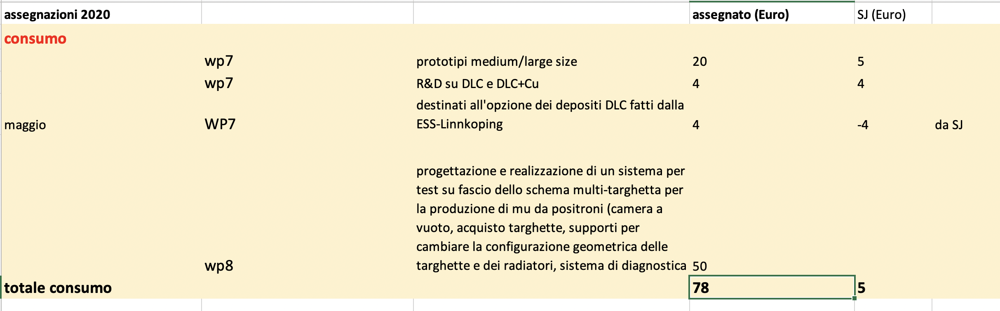 assegnazioni 2020 assegnato (Euro) SJ (Euro)
consumo
wp7 prototipi medium/large size 20 5
wp7 R&D su DLC e DLC+Cu 4 4
destinati all'opzione dei depositi DLC fatti dalla
maggio WP7 ESS-Linnkoping 4 -4 da SJ
progettazione e realizzazione di un sistema per
test su fascio dello schema multi-targhetta per
la produzione di mu da positroni (camera a
vuoto, acquisto targhette, supporti per
cambiare la configurazione geometrica delle
wp8 targhette e dei radiatori, sistema di diagnostica 50
totale consumo 78 5